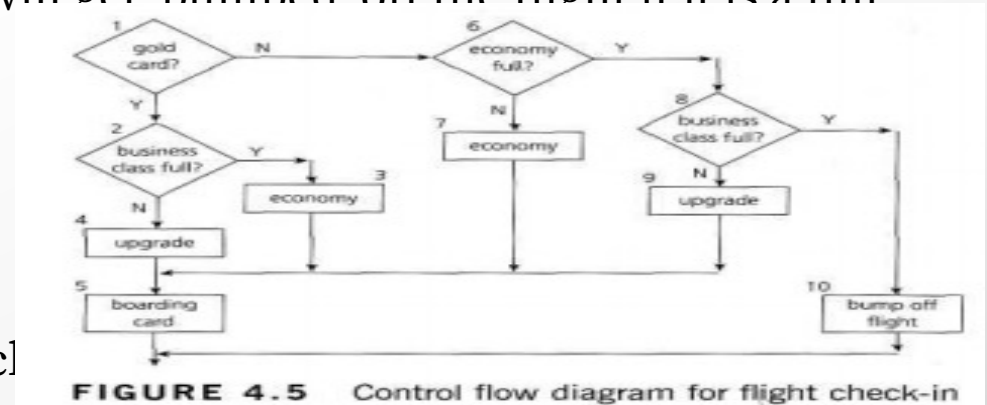 1
gold
card?
N
6
economy
full?
Y
Y
2
business
class full?
Y
N
7
economy
8
business
class full?
Y
3
economy
N
9
upgrade
N
4
upgrade
5
boarding
card
10
bump off
flight
FIGURE 4.5 Control flow diagram for flight check-in